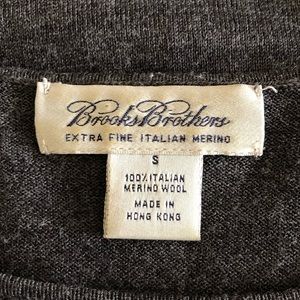 Brooks Brothers
EXTRA FINE ITALIAN MERINO
S
100% ITALIAN
MERINO WOOL
MADE IN
HONG KONG